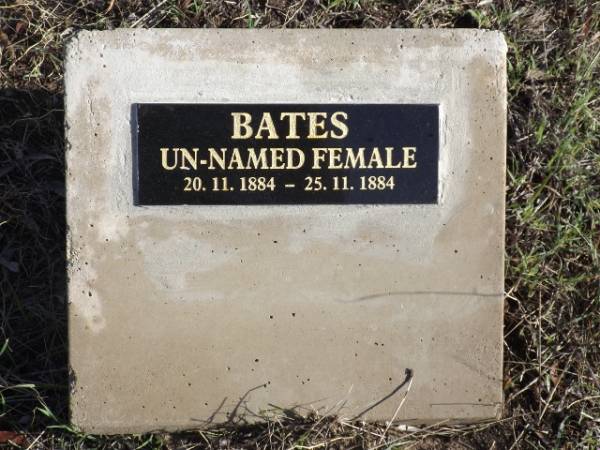 BATES
UN-NAMED FEMALE
20. 11. 1884 – 25. 11. 1884